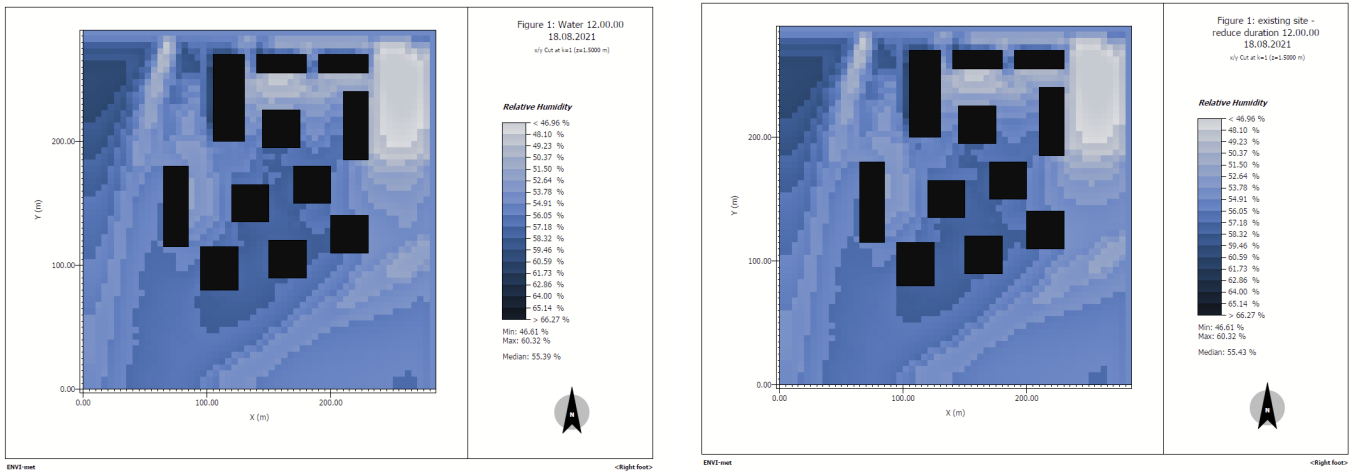 Figure 1: Water 12.00.00
18.08.2021
x/y Cut at k=1 (z=1.5000 m)
Relative Humidity
< 46.96 %
48.10 %
49.23 %
50.37 %
51.50 %
52.64 %
53.78 %
54.91 %
56.05 %
57.18 %
58.32 %
59.46 %
60.59 %
61.73 %
62.86 %
64.00 %
65.14 %
> 66.27 %
Min: 46.61 %
Max: 60.32 %
Median: 55.39 %
N
Y (m)
200.00
100.00
0.00
0.00 100.00 200.00
X (m)
ENVI-met
<Right foot>
Figure 1: existing site -
reduce duration 12.00.00
18.08.2021
x/y Cut at k=1 (z=1.5000 m)
Relative Humidity
< 46.96 %
48.10 %
49.23 %
50.37 %
51.50 %
52.64 %
53.78 %
54.91 %
56.05 %
57.18 %
58.32 %
59.46 %
60.59 %
61.73 %
62.86 %
64.00 %
65.14 %
> 66.27 %
Min: 46.61 %
Max: 60.32 %
Median: 55.43 %
N
Y (m)
200.00
100.00
0.00
0.00 100.00 200.00
X (m)
ENVI-met
<Right foot>